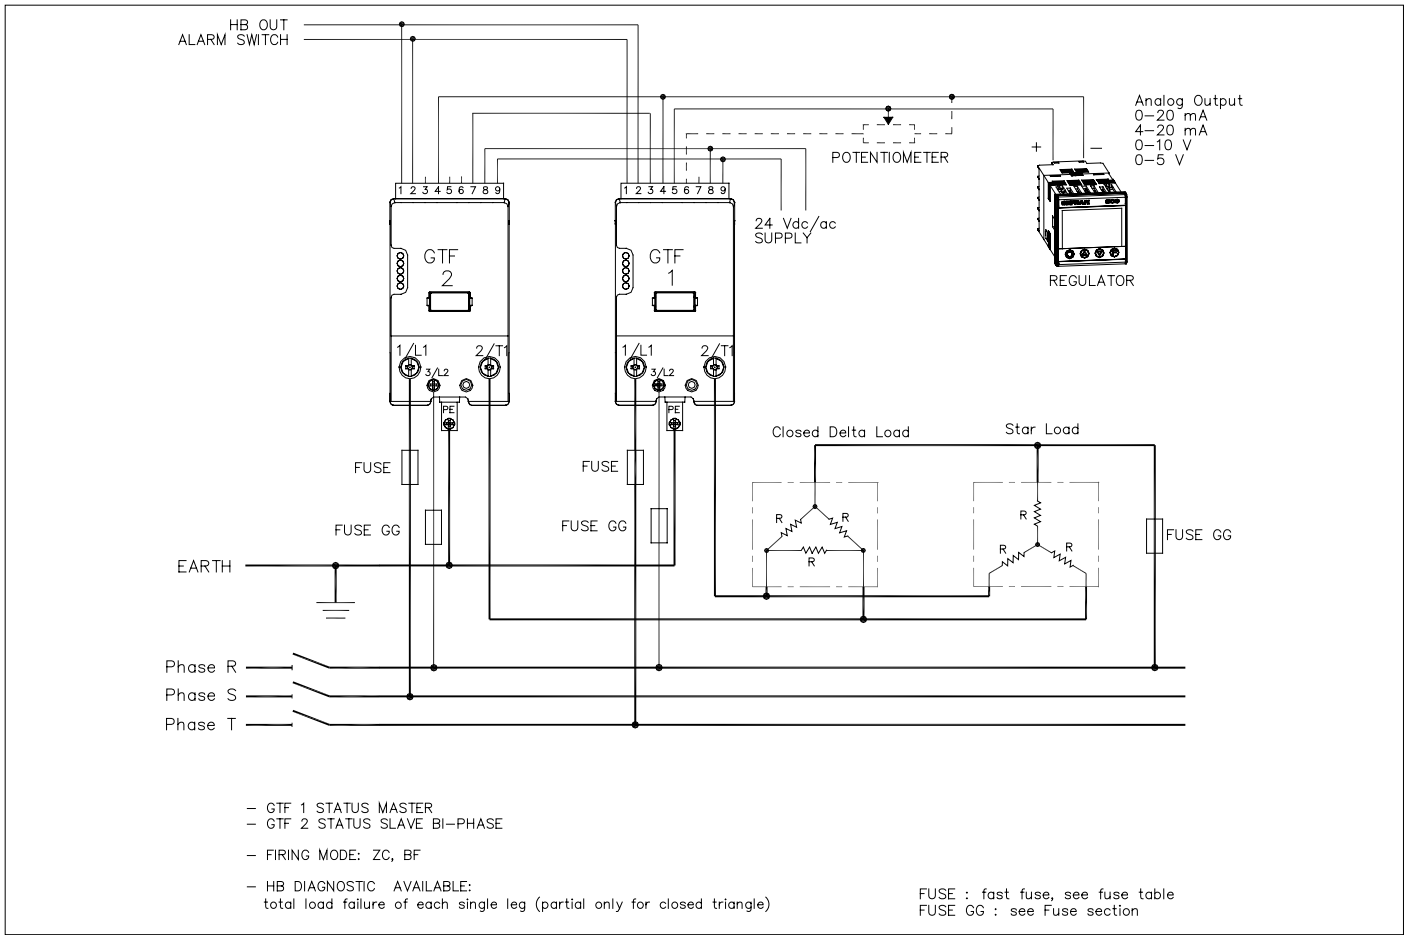 HB OUT
ALARM SWITCH
Analog Output
0-20 mA
4-20 mA
0-10 V
0-5 V
+ -
POTENTIOMETER
1 2 3 4 5 6 7 8 9
1 2 3 4 5 6 7 8 9
24 Vdc/ac
SUPPLY
GTF
2
GTF
1
REGULATOR
1/L1 2/T1
3/L2
PE
1/L1 2/T1
3/L2
PE
Closed Delta Load
Star Load
FUSE
FUSE
FUSE GG
FUSE GG
FUSE GG
R R
R
R
R R
EARTH
Phase R
Phase S
Phase T
- GTF 1 STATUS MASTER
- GTF 2 STATUS SLAVE BI-PHASE
- FIRING MODE: ZC, BF
- HB DIAGNOSTIC AVAILABLE:
total load failure of each single leg (partial only for closed triangle)
FUSE : fast fuse, see fuse table
FUSE GG : see Fuse section